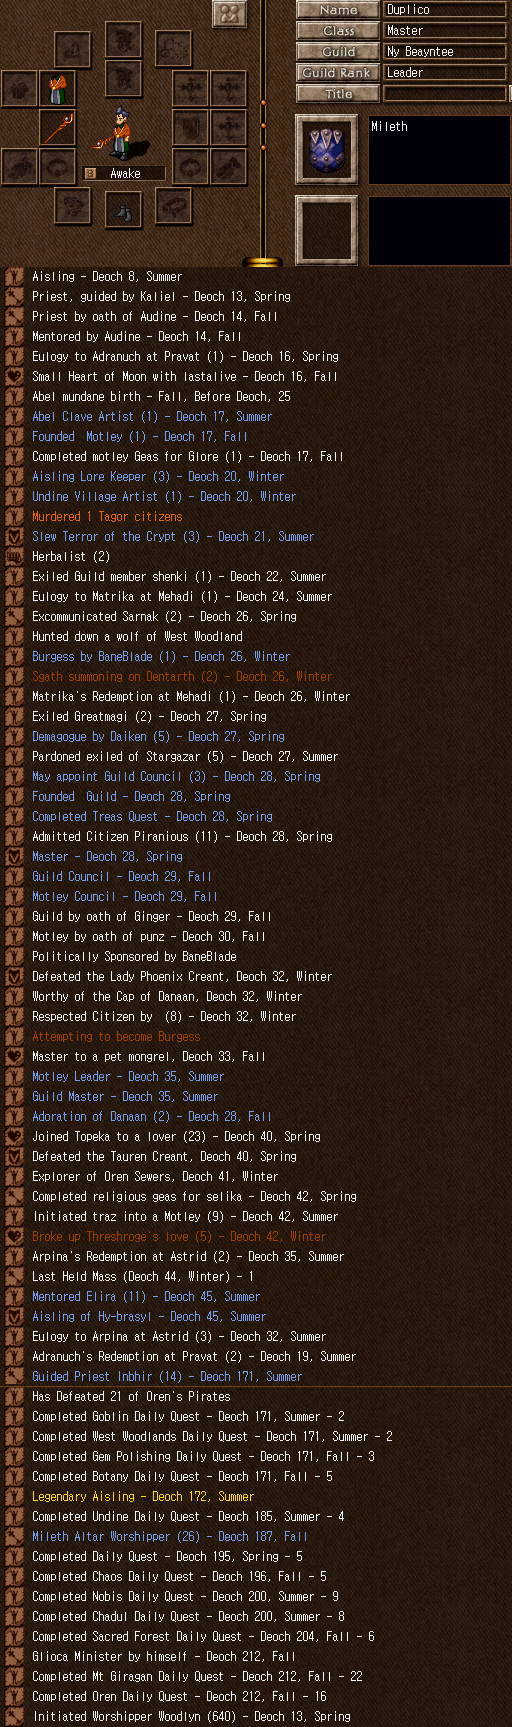 Name Duplico
Class Master
Guild Ny Beayntee
Guild Rank Leader
Title
Mileth
Awake
Aisling - Deoch 8, Summer
Priest, guided by Kaliel - Deoch 13, Spring
Priest by oath of Audine - Deoch 14, Fall
Mentored by Audine - Deoch 14, Fall
Eulogy to Adranuch at Pravat (1) - Deoch 16, Spring
Small Heart of Moon with lastalive - Deoch 16, Fall
Abel mundane birth - Fall, Before Deoch, 25
Abel Clave Artist (1) - Deoch 17, Summer
Founded  Motley (1) - Deoch 17, Fall
Completed motley Geas for Glore (1) - Deoch 17, Fall
Aisling Lore Keeper (3) - Deoch 20, Winter
Undine Village Artist (1) - Deoch 20, Winter
Murdered 1 Tagor citizens
Slew Terror of the Crypt (3) - Deoch 21, Summer
Herbalist (2)
Exiled Guild member shenki (1) - Deoch 22, Summer
Eulogy to Matrika at Mehadi (1) - Deoch 24, Summer
Excommunicated Sarnak (2) - Deoch 26, Spring
Hunted down a wolf of West Woodland
Burgess by BaneBlade (1) - Deoch 26, Winter
Sgath summoning on Dentarth (2) - Deoch 26, Winter
Matrika's Redemption at Mehadi (1) - Deoch 26, Winter
Exiled Greatmagi (2) - Deoch 27, Spring
Demagogue by Daiken (5) - Deoch 27, Spring
Pardoned exiled of Stargazar (5) - Deoch 27, Summer
May appoint Guild Council (3) - Deoch 28, Spring
Founded  Guild - Deoch 28, Spring
Completed Treas Quest - Deoch 28, Spring
Admitted Citizen Piranious (11) - Deoch 28, Spring
Master - Deoch 28, Spring
Guild Council - Deoch 29, Fall
Motley Council - Deoch 29, Fall
Guild by oath of Ginger - Deoch 29, Fall
Motley by oath of punz - Deoch 30, Fall
Politically Sponsored by BaneBlade
Defeated the Lady Phoenix Creant, Deoch 32, Winter
Worthy of the Cap of Danaan, Deoch 32, Winter
Respected Citizen by  (8) - Deoch 32, Winter
Attempting to become Burgess
Master to a pet mongrel, Deoch 33, Fall
Motley Leader - Deoch 35, Summer
Guild Master - Deoch 35, Summer
Adoration of Danaan (2) - Deoch 28, Fall
Joined Topeka to a lover (23) - Deoch 40, Spring
Defeated the Tauren Creant, Deoch 40, Spring
Explorer of Oren Sewers, Deoch 41, Winter
Completed religious geas for selika - Deoch 42, Spring
Initiated traz into a Motley (9) - Deoch 42, Summer
Broke up Threshroge's love (5) - Deoch 42, Winter
Arpina's Redemption at Astrid (2) - Deoch 35, Summer
Last Held Mass (Deoch 44, Winter) - 1
Mentored Elira (11) - Deoch 45, Summer
Aisling of Hy-brasyl - Deoch 45, Summer
Eulogy to Arpina at Astrid (3) - Deoch 32, Summer
Adranuch's Redemption at Pravat (2) - Deoch 19, Summer
Guided Priest Inbhir (14) - Deoch 171, Summer
Has Defeated 21 of Oren's Pirates
Completed Goblin Daily Quest - Deoch 171, Summer - 2
Completed West Woodlands Daily Quest - Deoch 171, Summer - 2
Completed Gem Polishing Daily Quest - Deoch 171, Fall - 3
Completed Botany Daily Quest - Deoch 171, Fall - 5
Legendary Aisling - Deoch 172, Summer
Completed Undine Daily Quest - Deoch 185, Summer - 4
Mileth Altar Worshipper (26) - Deoch 187, Fall
Completed Daily Quest - Deoch 195, Spring - 5
Completed Chaos Daily Quest - Deoch 196, Fall - 5
Completed Nobis Daily Quest - Deoch 200, Summer - 9
Completed Chadul Daily Quest - Deoch 200, Summer - 8
Completed Sacred Forest Daily Quest - Deoch 204, Fall - 6
Glioca Minister by himself - Deoch 212, Fall
Completed Mt Giragan Daily Quest - Deoch 212, Fall - 22
Completed Oren Daily Quest - Deoch 212, Fall - 16
Initiated Worshipper Woodlyn (640) - Deoch 13, Spring